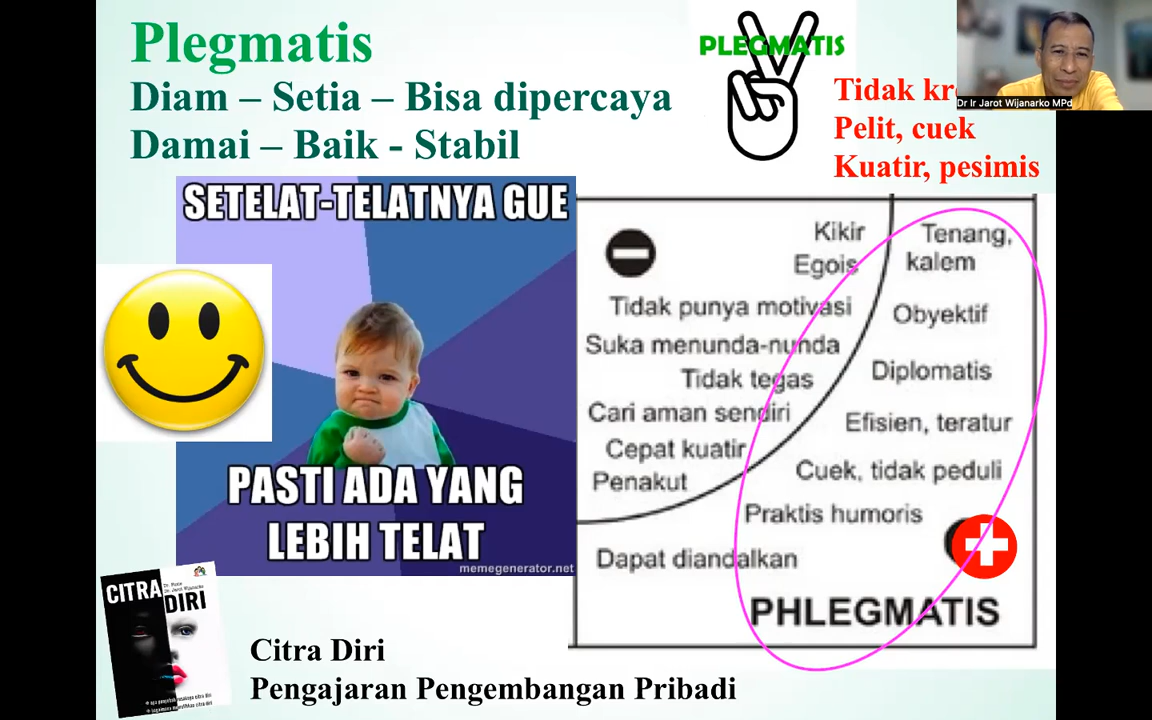 Plegmatis
Diam – Setia – Bisa dipercaya
Damai – Baik - Stabil
PLEGMATIS
Tidak
Pelit, cuek
Kuatir, pesimis
Dr Ir Jarot Wijanarko MPd
SETELAT-TELATNYA GUE
PASTI ADA YANG
LEBIH TELAT
memegenerator.net
Kikir
Egois
Tidak punya motivasi
Suka menunda-nunda
Tidak tegas
Cari aman sendiri
Cepat kuatir
Penakut
Tenang,
kalem
Obyektif
Diplomatis
Efisien, teratur
Cuek, tidak peduli
Praktis humoris
Dapat diandalkan
PHLEGMATIS
CITRA
DIRI
Citra Diri
Pengajaran Pengembangan Pribadi